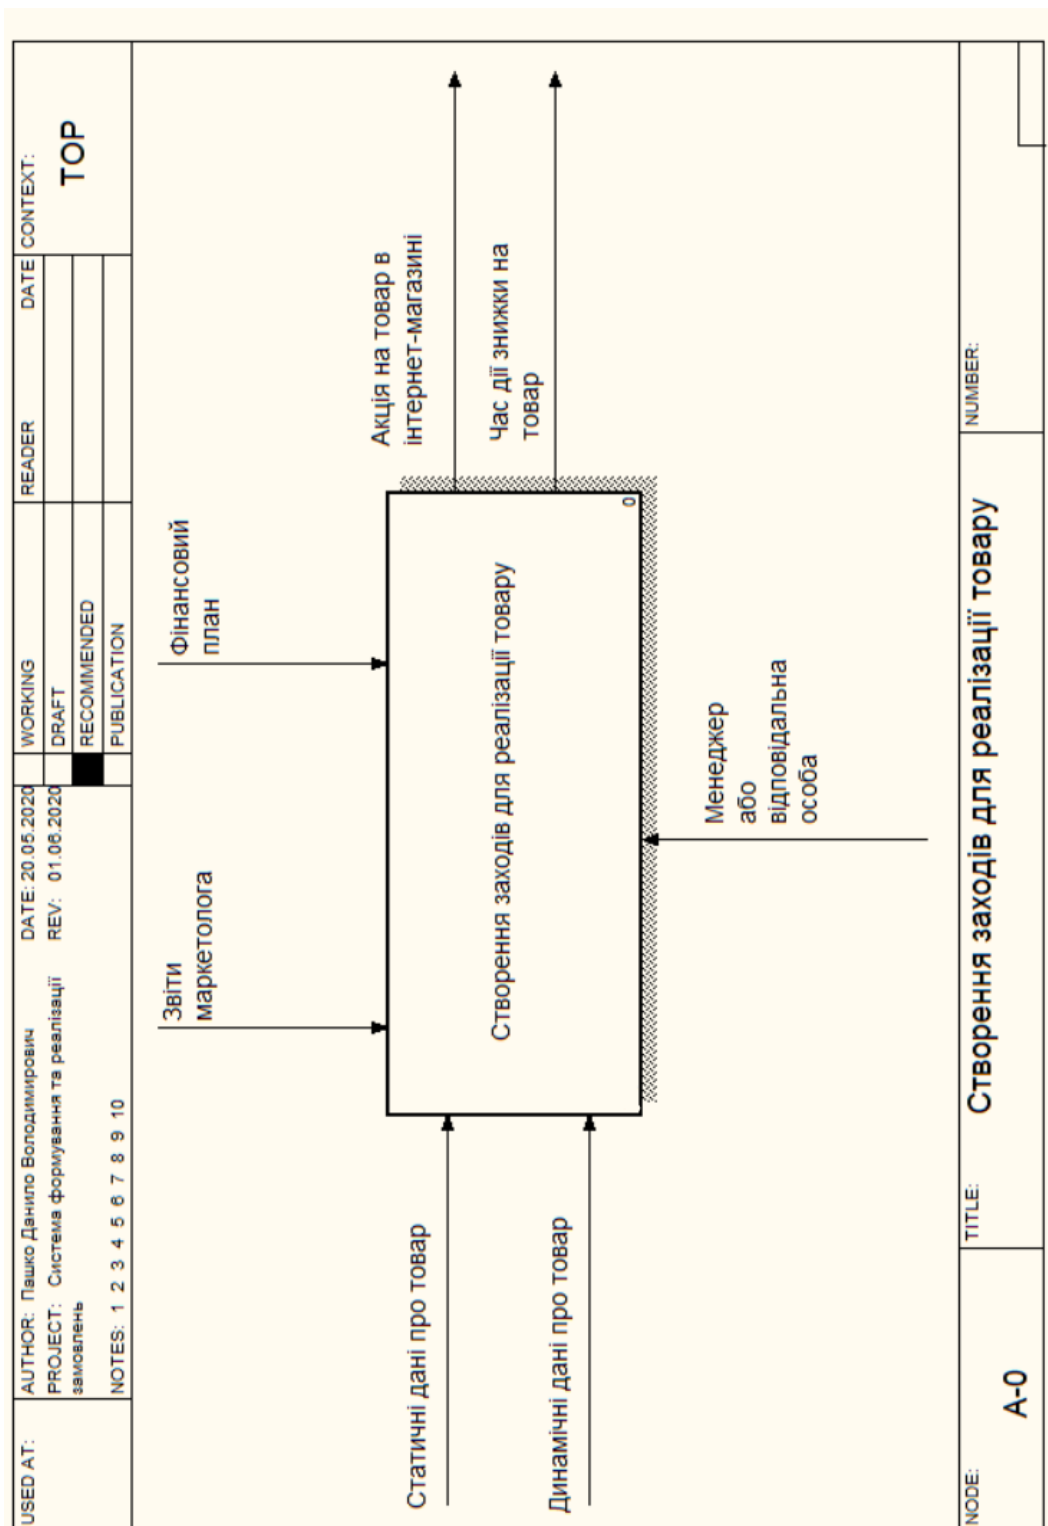 USED AT:
AUTHOR: Пашко Данило Володимирович
DATE: 20.05.2020
PROJECT: Система формування та реалізації
замовлень
REV: 01.06.2020
NOTES: 1 2 3 4 5 6 7 8 9 10
WORKING
DRAFT
RECOMMENDED
PUBLICATION
READER
DATE
CONTEXT:
TOP
Звіти
маркетолога
Фінансовий
план
Статичні дані про товар
Динамічні дані про товар
Створення заходів для реалізації товару
0
Акція на товар в
інтернет-магазині
Час дії знижки на
товар
Менеджер
або
відповідальна
особа
NODE:
A-0
TITLE:
Створення заходів для реалізації товару
NUMBER: